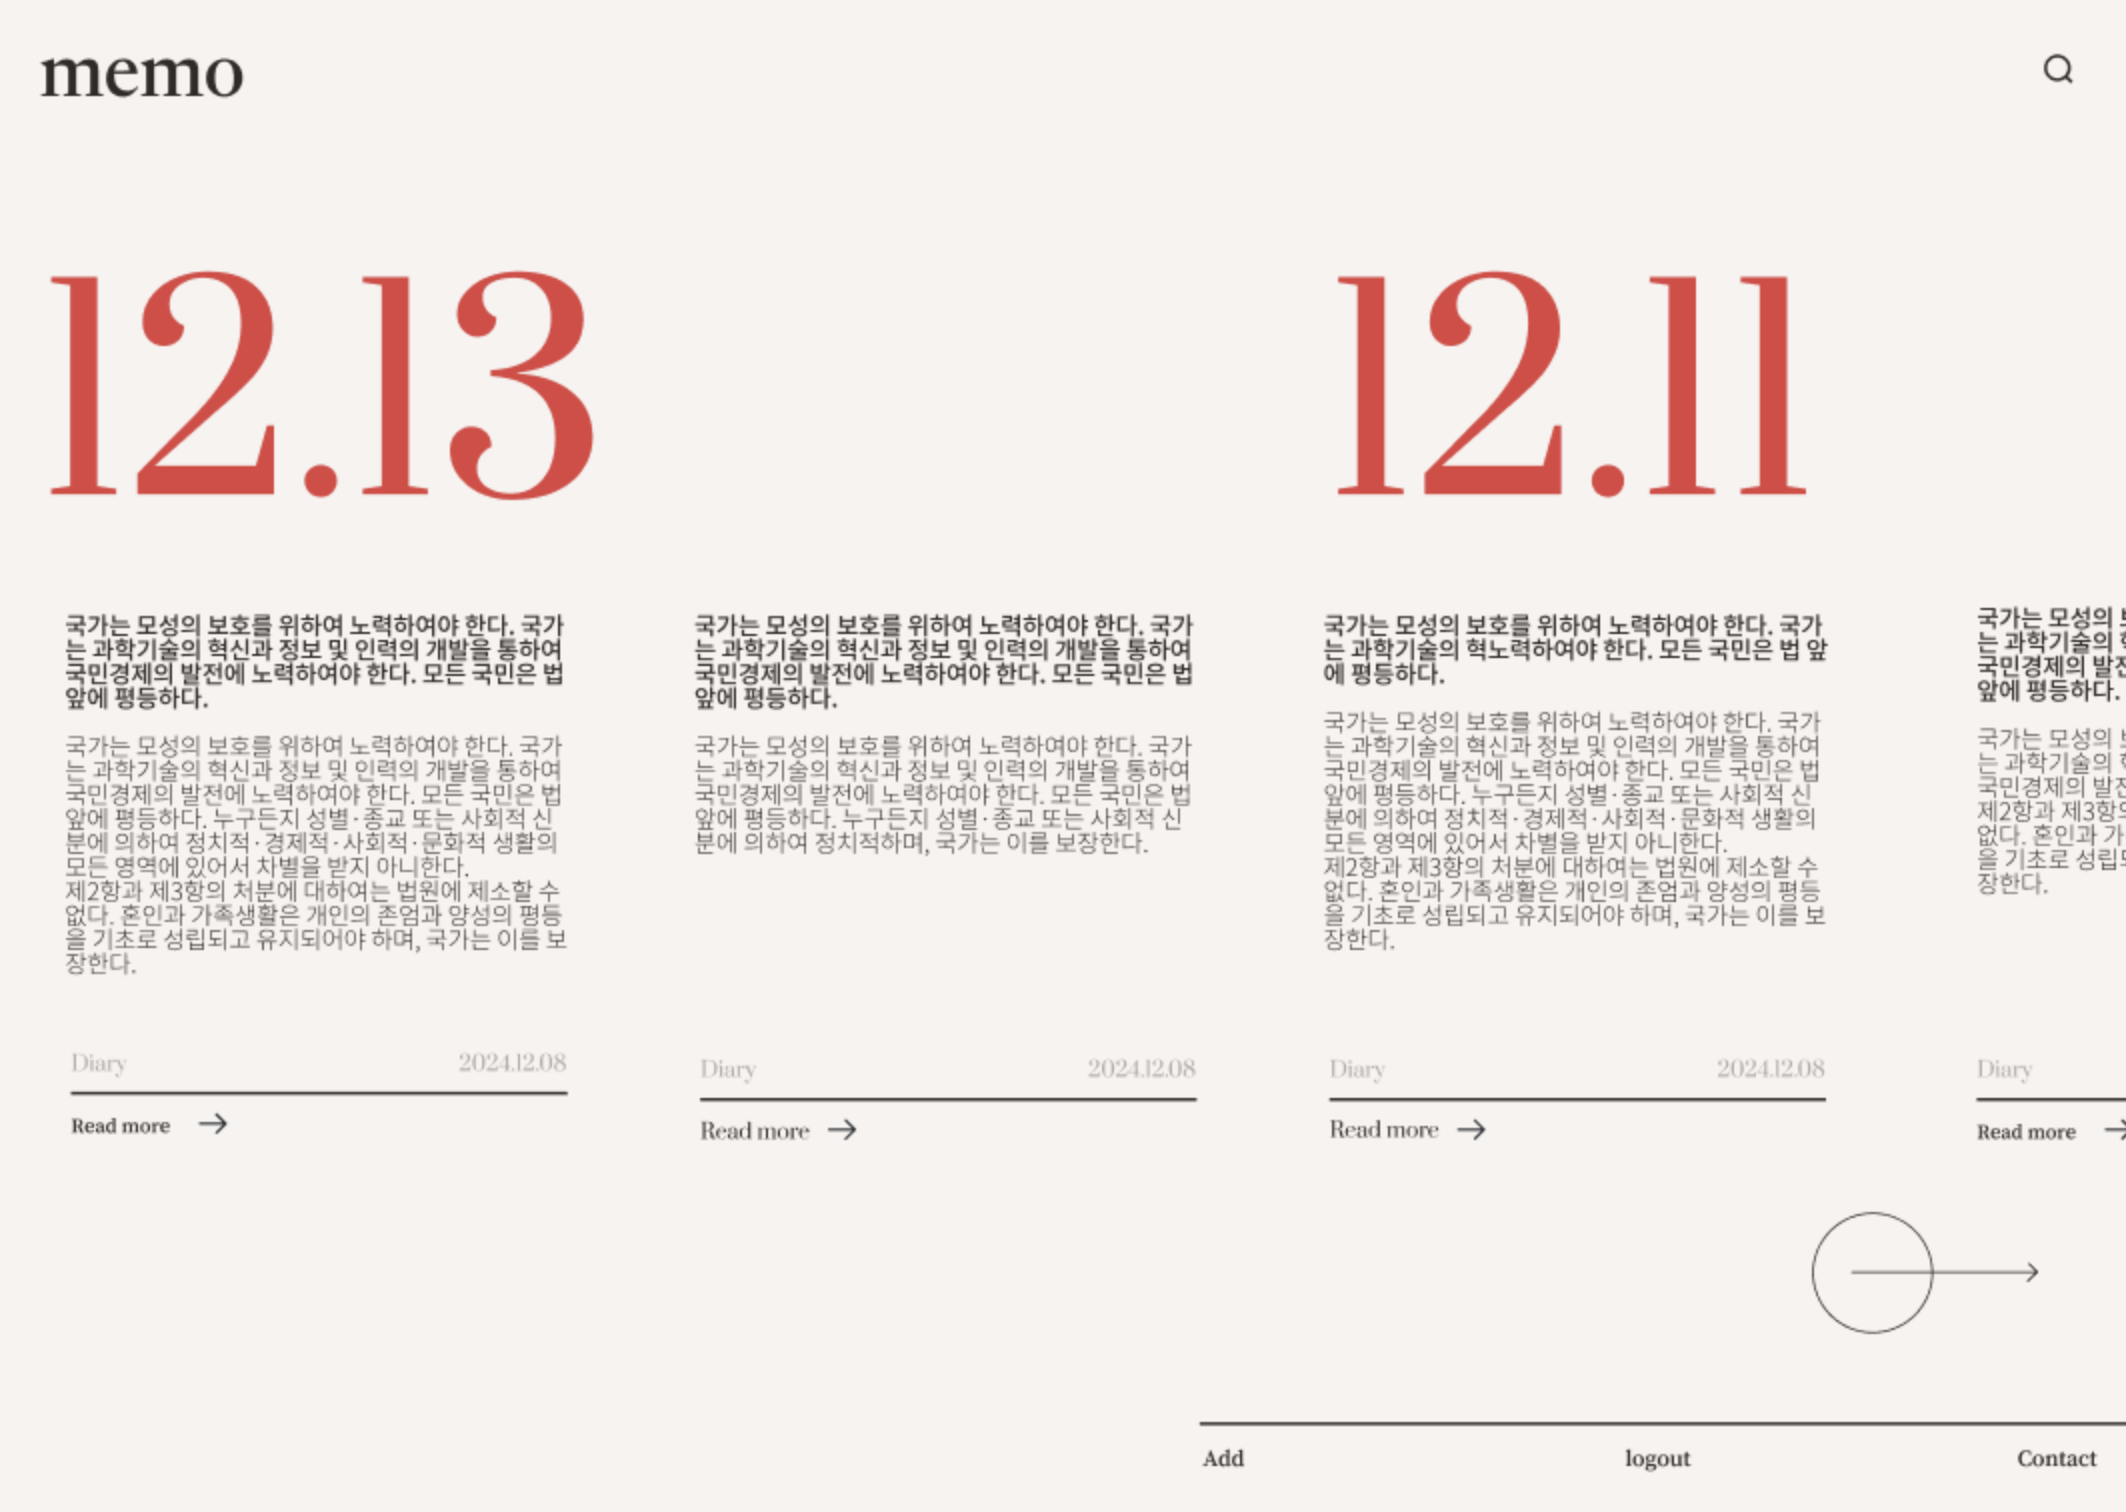 memo
12.13
12.11
국가는 모성의 보호를 위하여 노력하여야 한다. 국가
는 과학기술의 혁신과 정보 및 인력의 개발을 통하여
국민경제의 발전에 노력하여야 한다. 모든 국민은 법
앞에 평등하다.
국가는 모성의 보호를 위하여 노력하여야 한다. 국가
는 과학기술의 혁신과 정보 및 인력의 개발을 통하여
국민경제의 발전에 노력하여야 한다. 모든 국민은 법
앞에 평등하다. 누구든지 성별·종교 또는 사회적 신
분에 의하여 정치적·경제적·사회적·문화적 생활의
모든 영역에 있어서 차별을 받지 아니한다.
제2항과 제3항의 처분에 대하여는 법원에 제소할 수
없다. 혼인과 가족생활은 개인의 존엄과 양성의 평등
을 기초로 성립되고 유지되어야 하며, 국가는 이를 보
장한다.
Diary 2024.12.08
Read more
국가는 모성의 보호를 위하여 노력하여야 한다. 국가
는 과학기술의 혁신과 정보 및 인력의 개발을 통하여
국민경제의 발전에 노력하여야 한다. 모든 국민은 법
앞에 평등하다.
국가는 모성의 보호를 위하여 노력하여야 한다. 국가
는 과학기술의 혁신과 정보 및 인력의 개발을 통하여
국민경제의 발전에 노력하여야 한다. 모든 국민은 법
앞에 평등하다. 누구든지 성별·종교 또는 사회적 신
분에 의하여 정치적하며, 국가는 이를 보장한다.
Diary 2024.12.08
Read more
국가는 모성의 보호를 위하여 노력하여야 한다. 국가
는 과학기술의 혁노력하여야 한다. 모든 국민은 법 앞
에 평등하다.
국가는 모성의 보호를 위하여 노력하여야 한다. 국가
는 과학기술의 혁신과 정보 및 인력의 개발을 통하여
국민경제의 발전에 노력하여야 한다. 모든 국민은 법
앞에 평등하다. 누구든지 성별·종교 또는 사회적 신
분에 의하여 정치적·경제적·사회적·문화적 생활의
모든 영역에 있어서 차별을 받지 아니한다.
제2항과 제3항의 처분에 대하여는 법원에 제소할 수
없다. 혼인과 가족생활은 개인의 존엄과 양성의 평등
을 기초로 성립되고 유지되어야 하며, 국가는 이를 보
장한다.
Diary 2024.12.08
Read more
국가는 모성의
는 과학기술의
국민경제의
앞에 평등하다.
국가는 모성의
는 과학기술의
국민경제의
제2항과
없다. 혼인과
을 기초로
장한다.
Diary
Read more
Add logout Contact